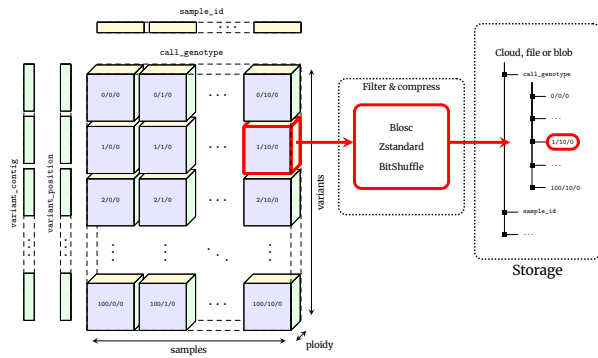 sample_id
call_genotype
variant_contig
variant_position
0/0/0
0/1/0
...
0/10/0
1/0/0
1/1/0
...
1/10/0
2/0/0
2/1/0
...
2/10/0
100/0/0
100/1/0
...
100/10/0
variants
samples
ploidy
Filter & compress
Blosc
Zstandard
BitShuffle
Cloud, file or blob
call_genotype
0/0/0
...
1/10/0
...
100/10/0
sample_id
...
Storage